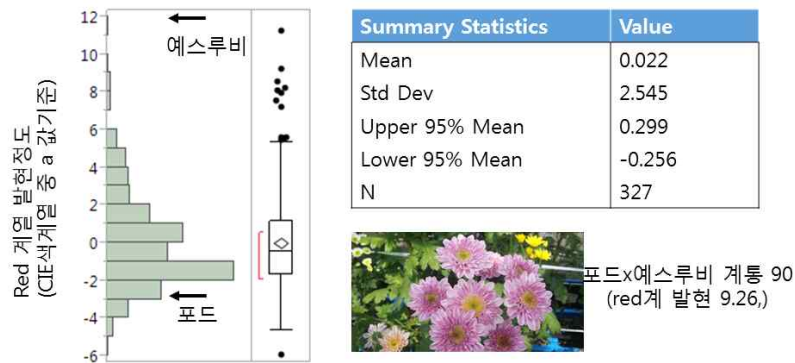 Red 계열 발현정도
(CIE색계열 중 a 값기준)
12
10
8
6
4
2
0
-2
-4
-6
예스루비
포드
Summary Statistics Value
Mean 0.022
Std Dev 2.545
Upper 95% Mean 0.299
Lower 95% Mean -0.256
N 327
포드x예스루비 계통 90
(red계 발현 9.26,)